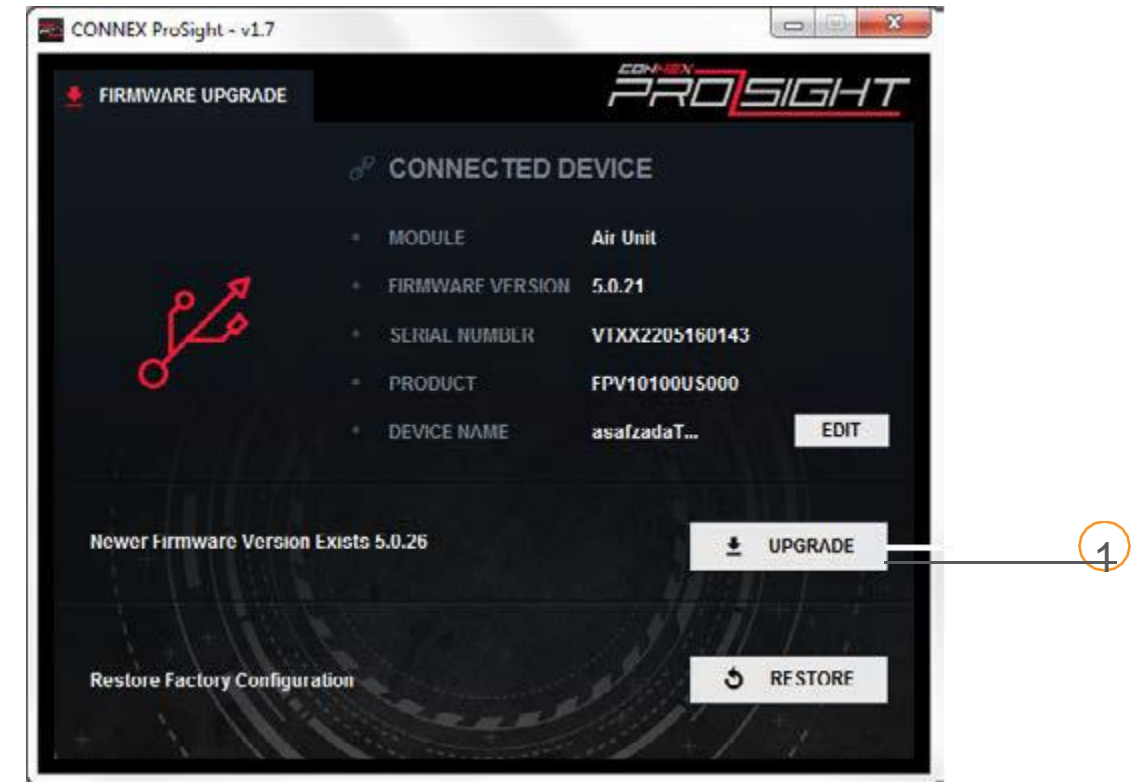 CONNEX ProSight - v1.7
FIRMWARE UPGRADE
CONNEX
PROSIGHT
CONNECTED DEVICE
MODULE Air Unit
FIRMWARE VERSION 5.0.21
SERIAL NUMBER VTXX2205160143
PRODUCT FPV10100US000
DEVICE NAME asafzadaT... EDIT
Newer Firmware Version Exists 5.0.26 UPGRADE
1
Restore Factory Configuration RESTORE